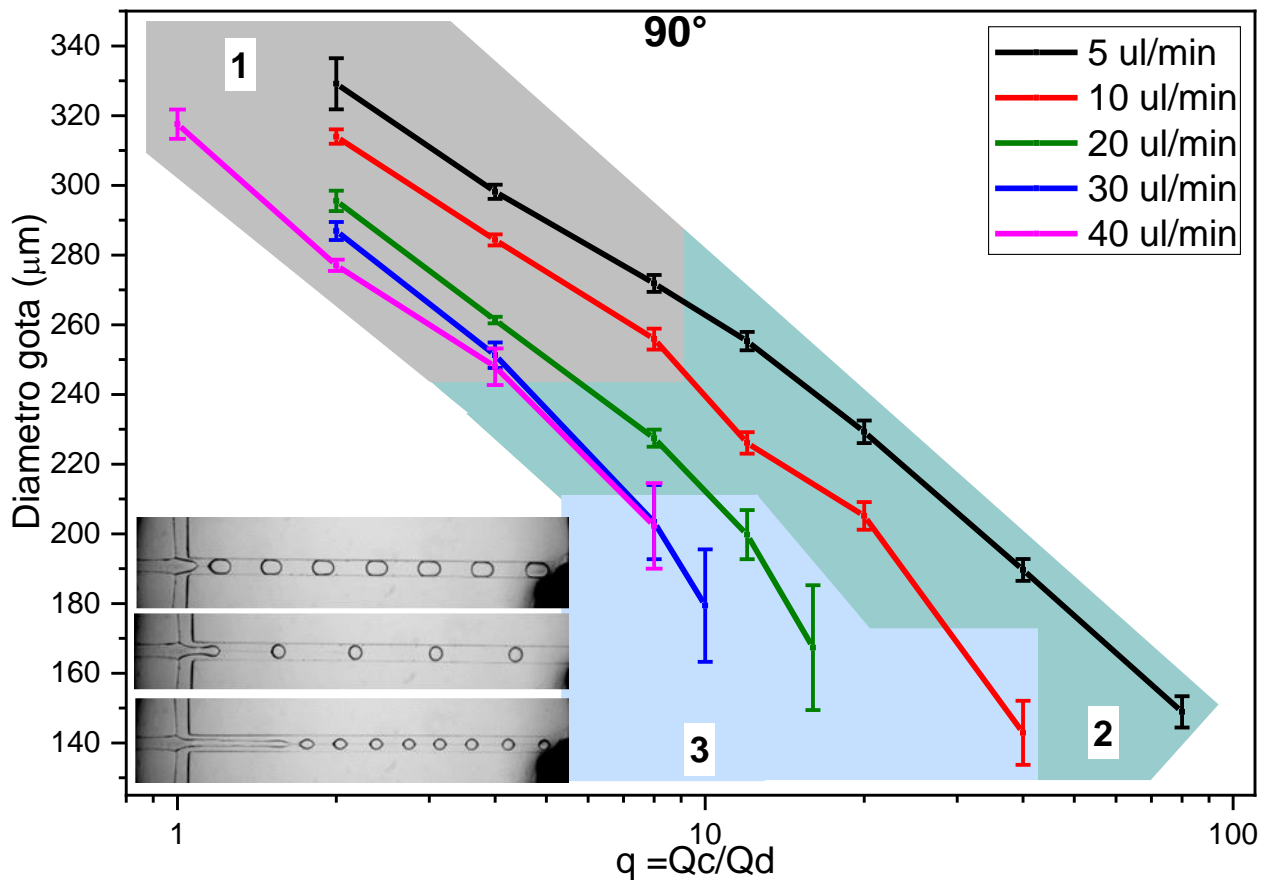 90°
1
5 ul/min
10 ul/min
20 ul/min
30 ul/min
40 ul/min
340
320
300
280
260
240
220
200
180
160
140
Diametro gota (μm)
3
2
1
10
100
q =Qc/Qd